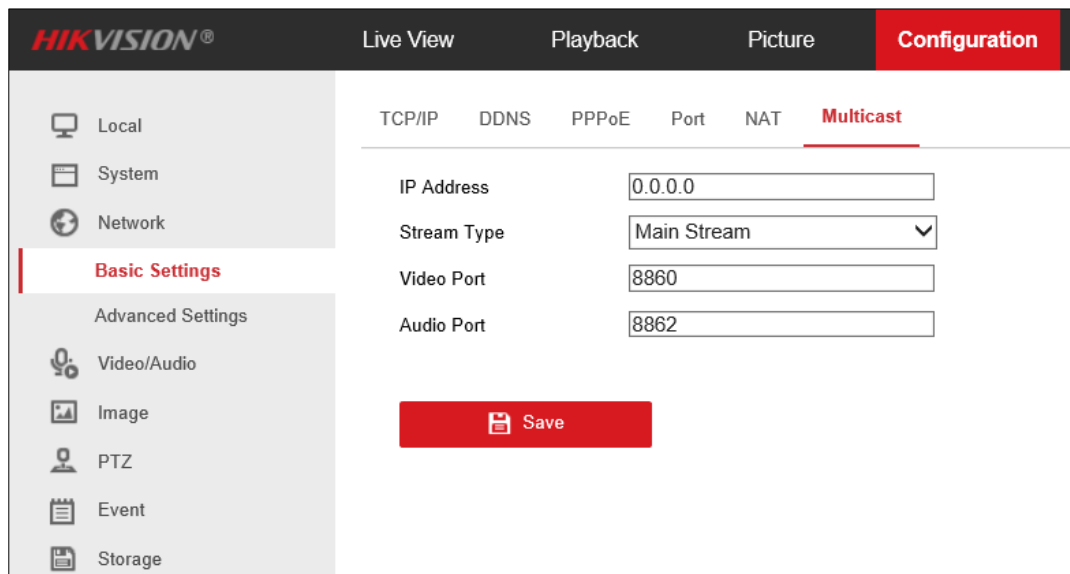 HIKVISION® Live View Playback Picture Configuration
TCP/IP DDNS PPPoE Port NAT Multicast
Local
System
Network
Basic Settings
Advanced Settings
Video/Audio
Image
PTZ
Event
Storage
IP Address 0.0.0.0
Stream Type Main Stream
Video Port 8860
Audio Port 8862
Save